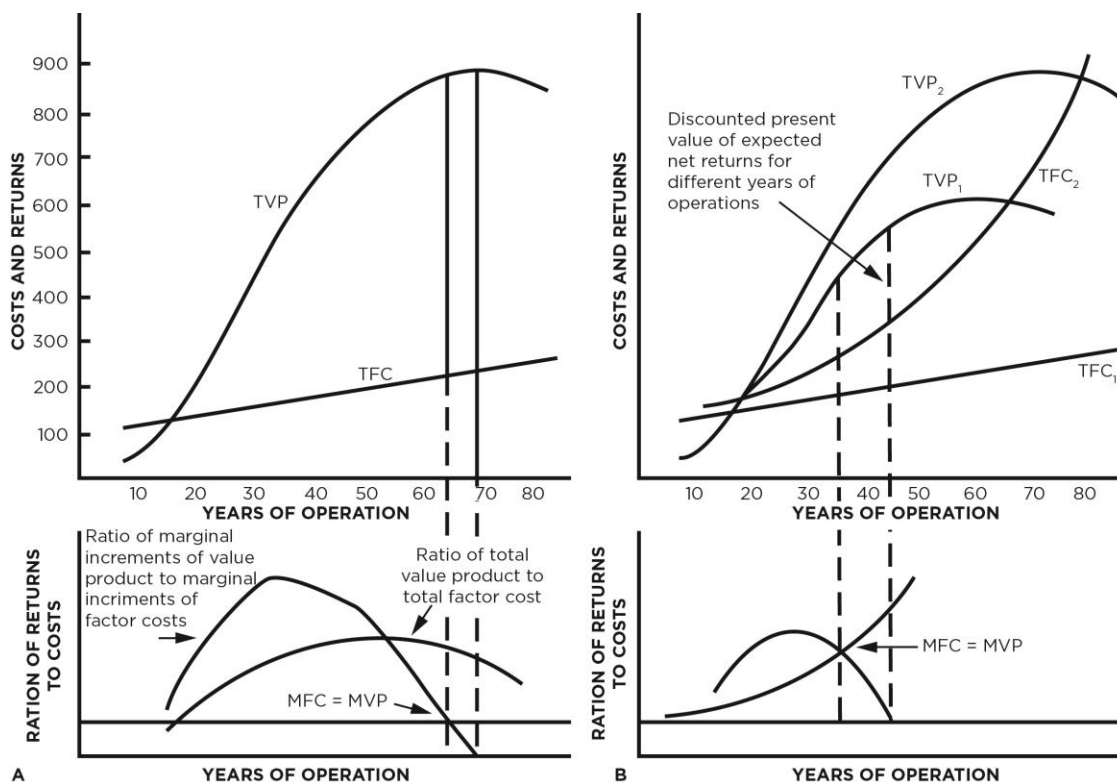 COSTS AND RETURNS
900
800
700
600
500
400
300
200
100
TVP
TFC
10 20 30 40 50 60 70 80
YEARS OF OPERATION
Ratio of marginal
increments of value
product to marginal
incriments of
factor costs
Ratio of total
value product to
total factor cost
MFC = MVP
RATION OF RETURNS
TO COSTS
A
YEARS OF OPERATION
COSTS AND RETURNS
Discounted present
value of expected
net returns for
different years of
operations
TVP₂
TVP₁
TFC₂
TFC₁
10 20 30 40 50 60 70 80
YEARS OF OPERATION
RATION OF RETURNS
TO COSTS
MFC = MVP
B
YEARS OF OPERATION